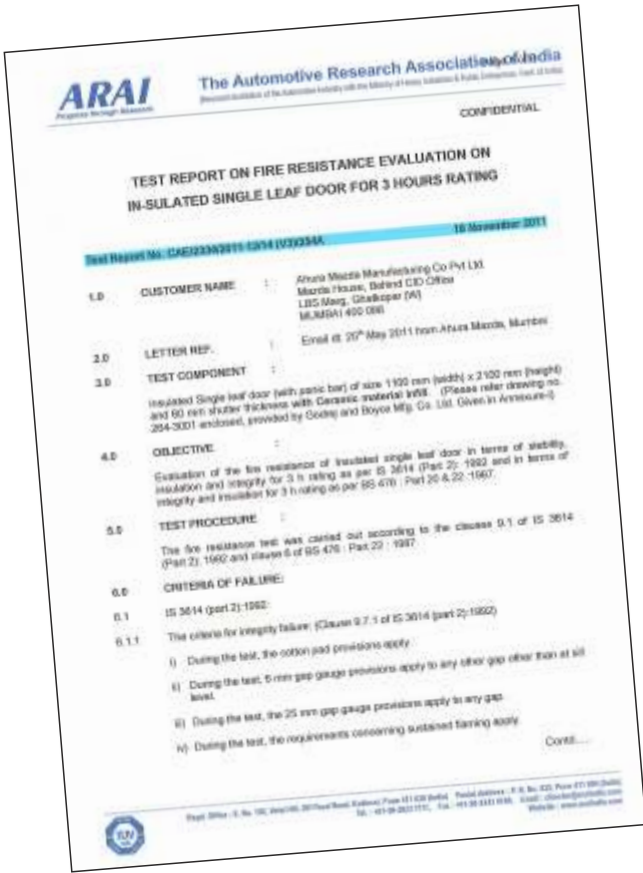 ARAI
Progress through Research
The Automotive Research Association of India
CONFIDENTIAL
TEST REPORT ON FIRE RESISTANCE EVALUATION ON
IN-SULATED SINGLE LEAF DOOR FOR 3 HOURS RATING
Test Report No.
November 2011
1.0 CUSTOMER NAME : Ahura Mazda Manufacturing Co Pvt Ltd.
Mazda House, Behind CID Office
LBS Marg, Ghatkopar (W)
MUMBAI 400 086
2.0 LETTER REF. : Email dt. 20th May 2011 from Ahura Mazda, Mumbai
3.0 TEST COMPONENT :
Insulated Single leaf door (with panic bar) of size 1100 mm (width) x 2100 mm (height)
and 60 mm shutter thickness with Ceramic material Infill. (Please refer drawing no.
264-3001 enclosed, provided by Godrej and Boyce Mfg. Co. Ltd. Given in Annexure-I)
4.0 OBJECTIVE :
Evaluation of the fire resistance of Insulated single leaf door in terms of stability,
insulation and integrity for 3 h rating as per IS 3614 (Part 2): 1992 and in terms of
integrity and insulation for 3 h rating as per BS 476 : Part 20 & 22 :1987.
5.0 TEST PROCEDURE :
The fire resistance test was carried out according to the clauses 9.1 of IS 3614
(Part 2): 1992 and clause 6 of BS 476 : Part 22 : 1987
6.0 CRITERIA OF FAILURE:
6.1 IS 3614 (part 2):1992:
6.1.1 The criteria for integrity failure: (Clause 9.7.1 of IS 3614 (part 2):1992)
i) During the test, the cotton pad provisions apply.
ii) During the test, 6 mm gap gauge provisions apply to any other gap other than at sill
level.
iii) During the test, the 25 mm gap gauge provisions apply to any gap.
iv) During the test, the requirements concerning sustained flaming apply.
Contd.....
TUV